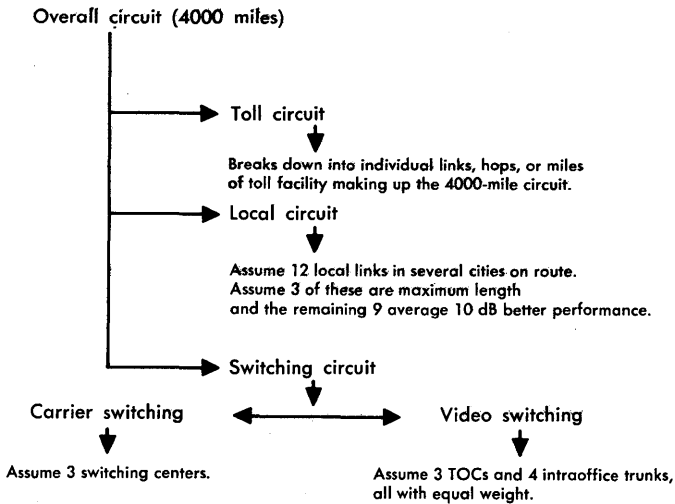 Overall circuit (4000 miles)
Toll circuit
Breaks down into individual links, hops, or miles
of toll facility making up the 4000-mile circuit.
Local circuit
Assume 12 local links in several cities on route.
Assume 3 of these are maximum length
and the remaining 9 average 10 dB better performance.
Switching circuit
Carrier switching
Video switching
Assume 3 switching centers.
Assume 3 TOCs and 4 intraoffice trunks,
all with equal weight.